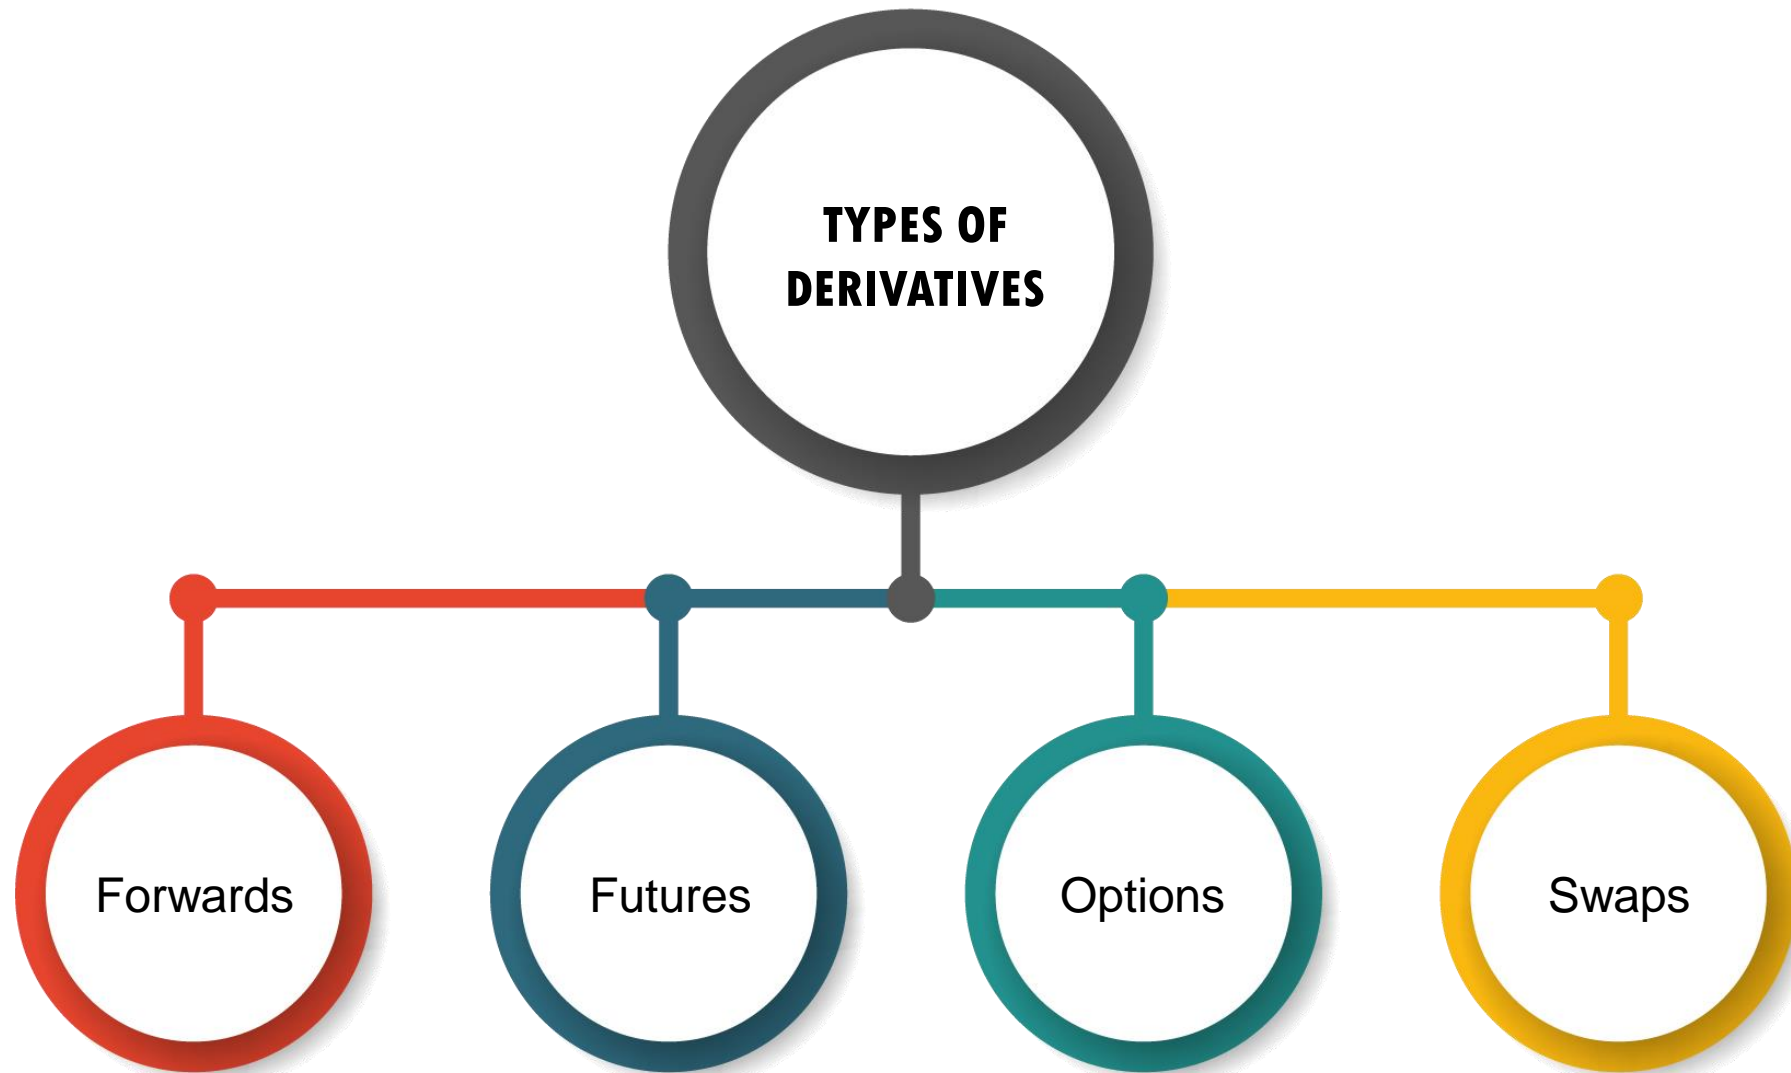 TYPES OF
DERIVATIVES
Forwards
Futures
Options
Swaps